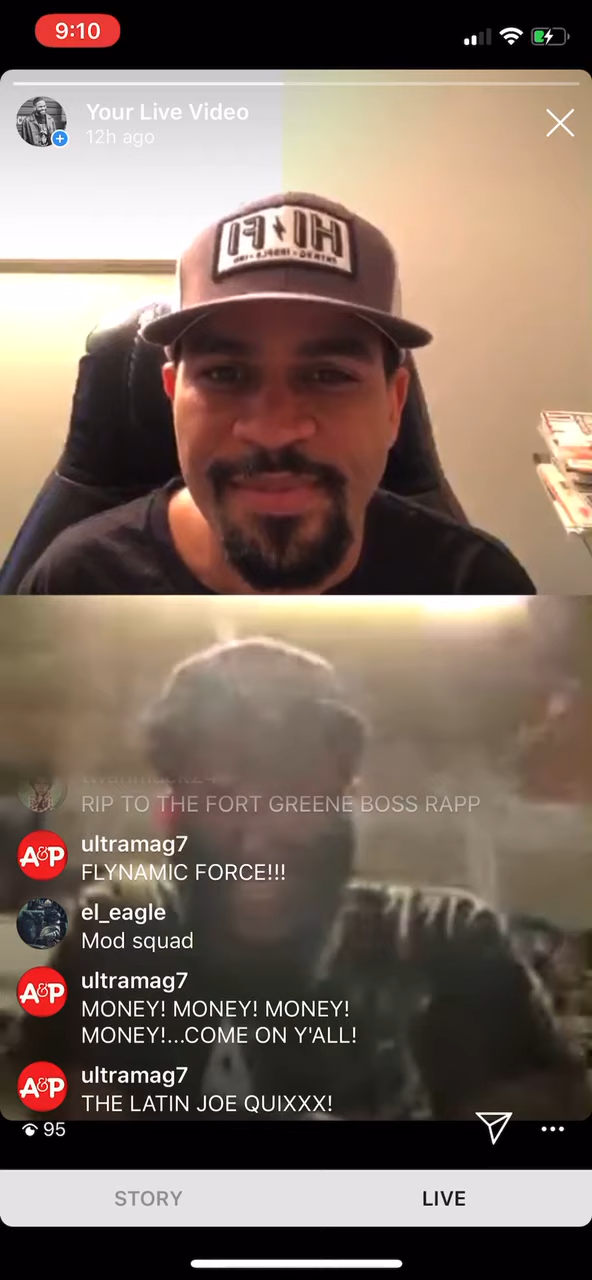 9:10
Your Live Video
12h ago
HI FI
RIP TO THE FORT GREENE BOSS RAPP
ultramag7
A&P
FLYNAMIC FORCE!!!
el_eagle
Mod squad
ultramag7
A&P
MONEY! MONEY! MONEY!
MONEY!...COME ON Y'ALL!
ultramag7
A&P
THE LATIN JOE QUIXXX!
95
STORY
LIVE